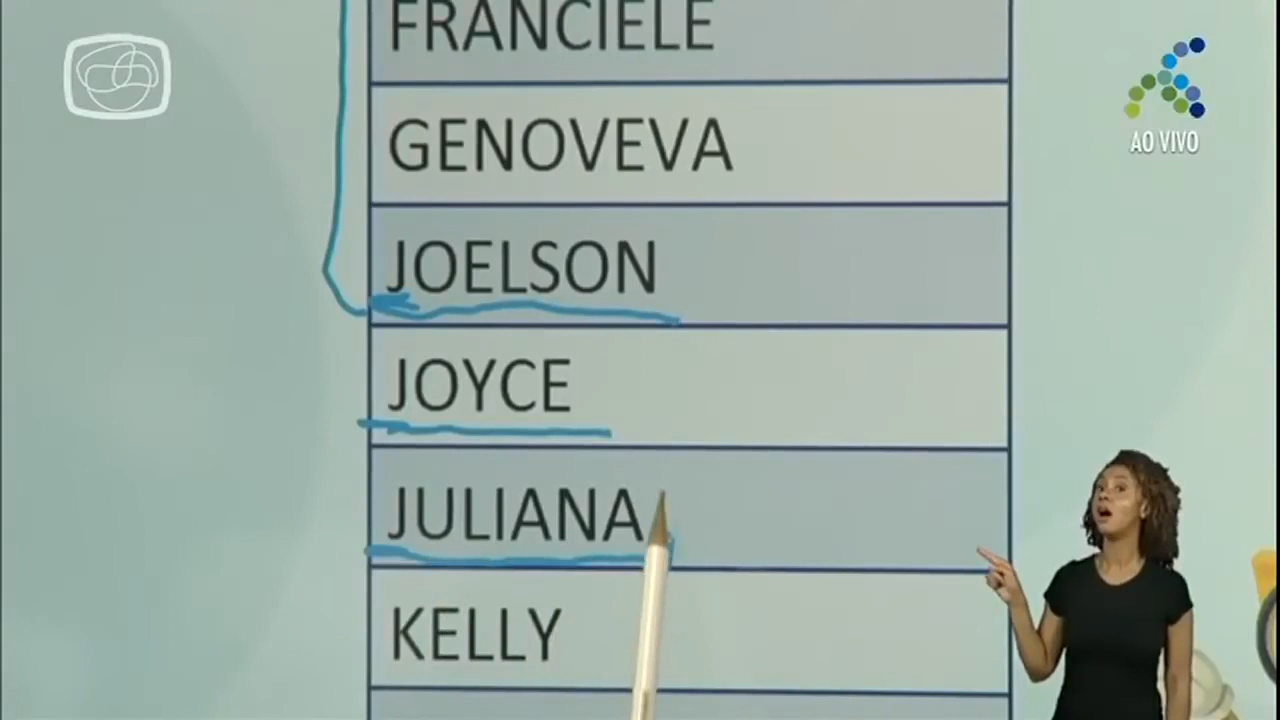 FRANCIELE
GENOVEVA
AO VIVO
JOELSON
JOYCE
JULIANA
KELLY